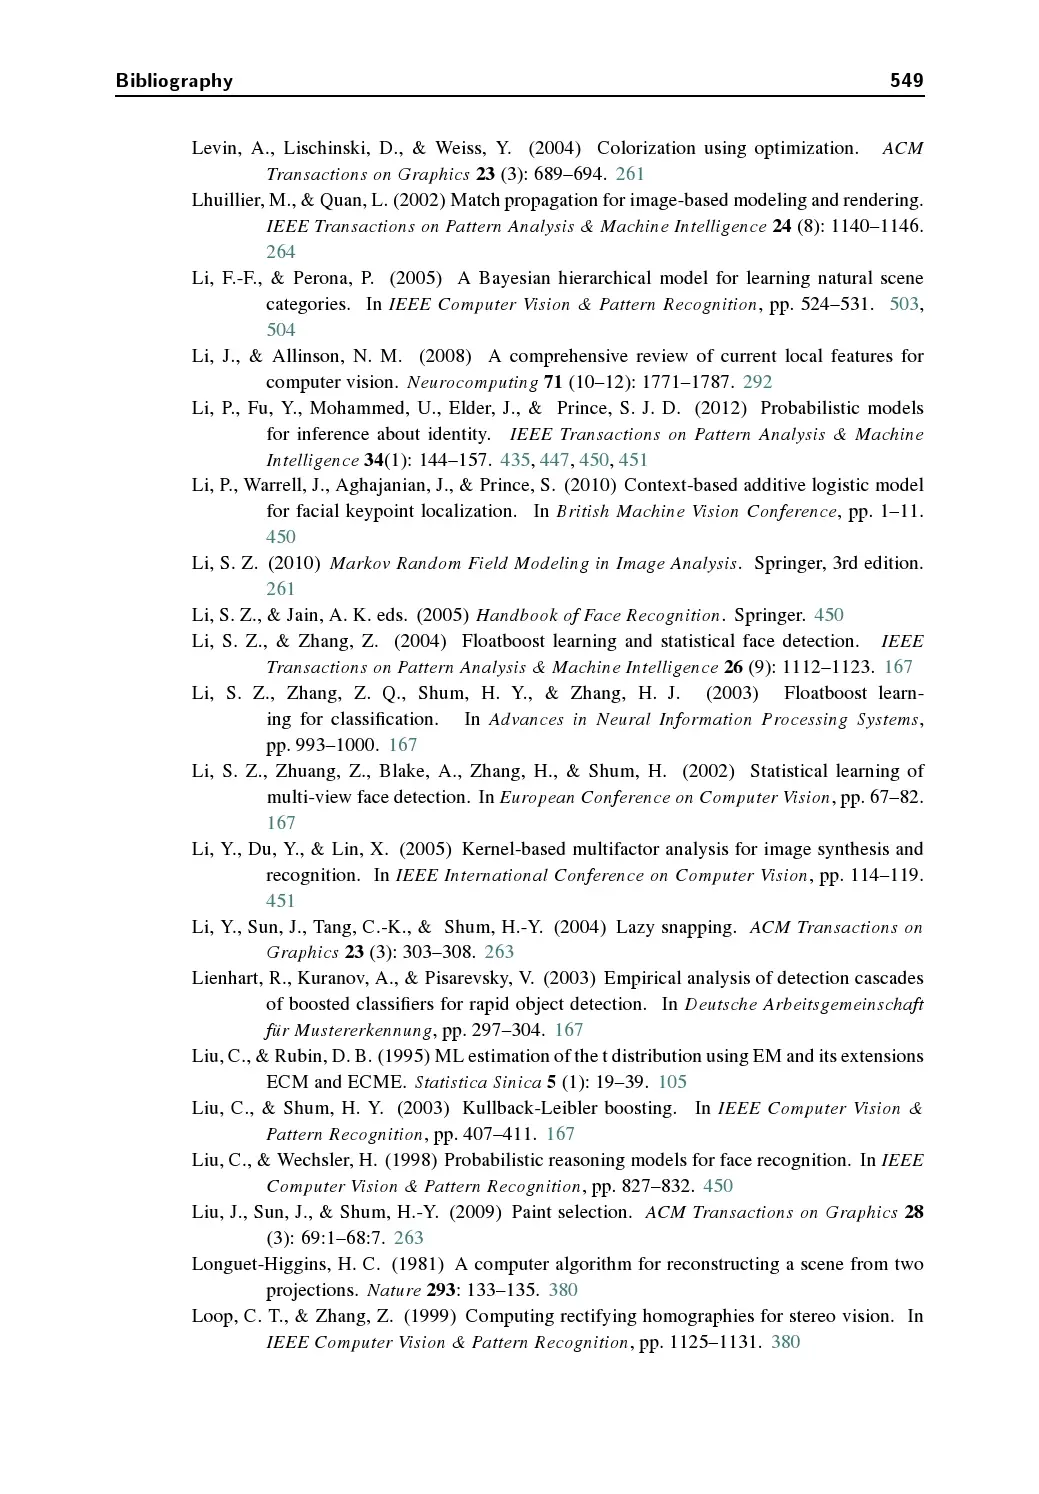 Bibliography 549
Levin, A., Lischinski, D., & Weiss, Y. (2004) Colorization using optimization. ACM
Transactions on Graphics 23 (3): 689–694. 261
Lhuillier, M., & Quan, L. (2002) Match propagation for image-based modeling and rendering.
IEEE Transactions on Pattern Analysis & Machine Intelligence 24 (8): 1140–1146.
264
Li, F.-F., & Perona, P. (2005) A Bayesian hierarchical model for learning natural scene
categories. In IEEE Computer Vision & Pattern Recognition, pp. 524–531. 503,
504
Li, J., & Allinson, N. M. (2008) A comprehensive review of current local features for
computer vision. Neurocomputing 71 (10–12): 1771–1787. 292
Li, P., Fu, Y., Mohammed, U., Elder, J., & Prince, S. J. D. (2012) Probabilistic models
for inference about identity. IEEE Transactions on Pattern Analysis & Machine
Intelligence 34(1): 144–157. 435, 447, 450, 451
Li, P., Warrell, J., Aghajanian, J., & Prince, S. (2010) Context-based additive logistic model
for facial keypoint localization. In British Machine Vision Conference, pp. 1–11.
450
Li, S. Z. (2010) Markov Random Field Modeling in Image Analysis. Springer, 3rd edition.
261
Li, S. Z., & Jain, A. K. eds. (2005) Handbook of Face Recognition. Springer. 450
Li, S. Z., & Zhang, Z. (2004) Floatboost learning and statistical face detection. IEEE
Transactions on Pattern Analysis & Machine Intelligence 26 (9): 1112–1123. 167
Li, S. Z., Zhang, Z. Q., Shum, H. Y., & Zhang, H. J. (2003) Floatboost learn-
ing for classification. In Advances in Neural Information Processing Systems,
pp. 993–1000. 167
Li, S. Z., Zhuang, Z., Blake, A., Zhang, H., & Shum, H. (2002) Statistical learning of
multi-view face detection. In European Conference on Computer Vision, pp. 67–82.
167
Li, Y., Du, Y., & Lin, X. (2005) Kernel-based multifactor analysis for image synthesis and
recognition. In IEEE International Conference on Computer Vision, pp. 114–119.
451
Li, Y., Sun, J., Tang, C.-K., & Shum, H.-Y. (2004) Lazy snapping. ACM Transactions on
Graphics 23 (3): 303–308. 263
Lienhart, R., Kuranov, A., & Pisarevsky, V. (2003) Empirical analysis of detection cascades
of boosted classifiers for rapid object detection. In Deutsche Arbeitsgemeinschaft
für Mustererkennung, pp. 297–304. 167
Liu, C., & Rubin, D. B. (1995) ML estimation of the t distribution using EM and its extensions
ECM and ECME. Statistica Sinica 5 (1): 19–39. 105
Liu, C., & Shum, H. Y. (2003) Kullback-Leibler boosting. In IEEE Computer Vision &
Pattern Recognition, pp. 407–411. 167
Liu, C., & Wechsler, H. (1998) Probabilistic reasoning models for face recognition. In IEEE
Computer Vision & Pattern Recognition, pp. 827–832. 450
Liu, J., Sun, J., & Shum, H.-Y. (2009) Paint selection. ACM Transactions on Graphics 28
(3): 69:1–68:7. 263
Longuet-Higgins, H. C. (1981) A computer algorithm for reconstructing a scene from two
projections. Nature 293: 133–135. 380
Loop, C. T., & Zhang, Z. (1999) Computing rectifying homographies for stereo vision. In
IEEE Computer Vision & Pattern Recognition, pp. 1125–1131. 380